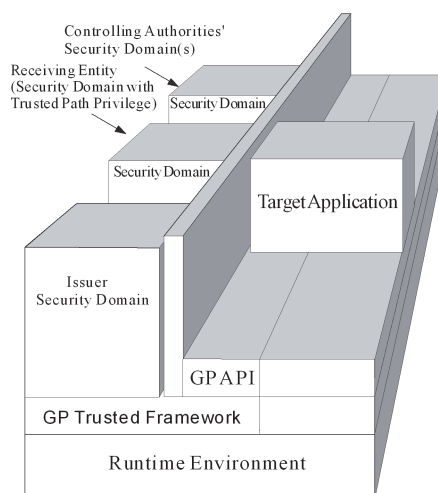 Controlling Authorities'
Security Domain(s)
Receiving Entity
(Security Domain with
Trusted Path Privilege)
Security Domain
Security Domain
Target Application
Issuer
Security Domain
GP API
GP Trusted Framework
Runtime Environment